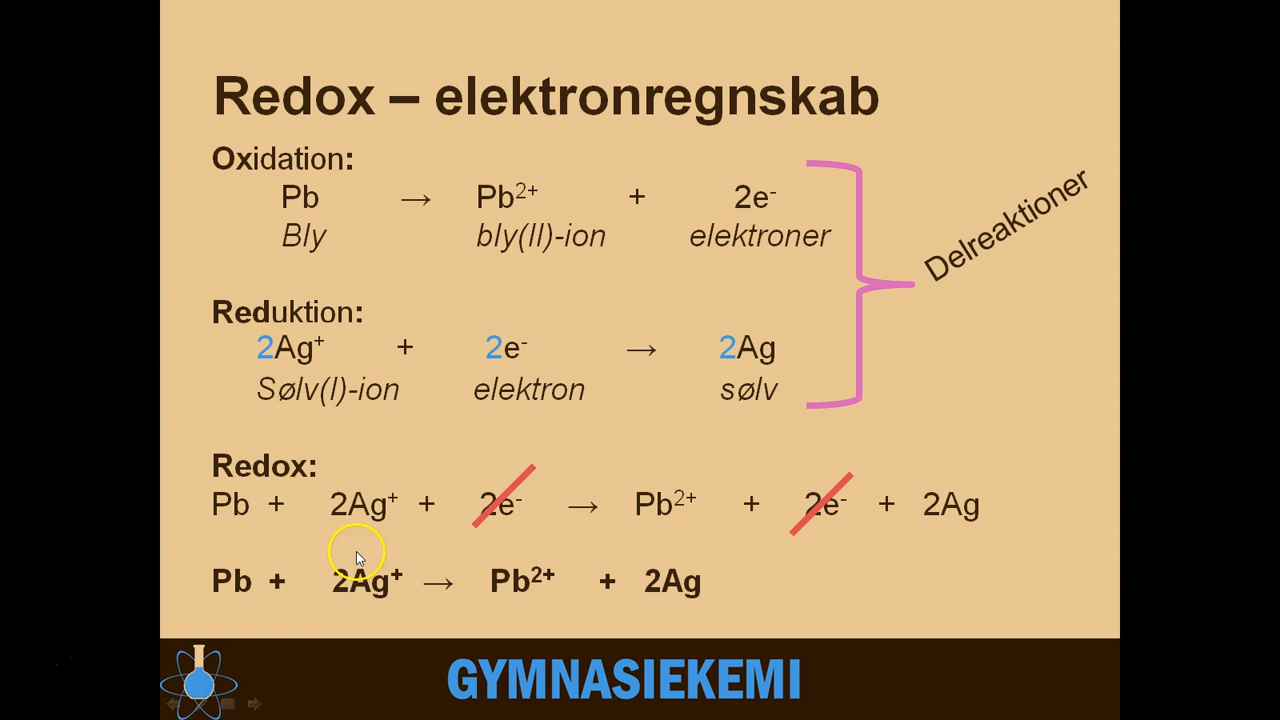 Redox – elektronregnskab
Oxidation:
Pb → Pb²⁺ + 2e⁻
Bly bly(II)-ion elektroner
Delreaktioner
Reduktion:
2Ag⁺ + 2e⁻ → 2Ag
Sølv(I)-ion elektron sølv
Redox:
Pb + 2Ag⁺ + 2e⁻ → Pb²⁺ + 2e⁻ + 2Ag
Pb + 2Ag⁺ → Pb²⁺ + 2Ag
GYMNASIEKEMI